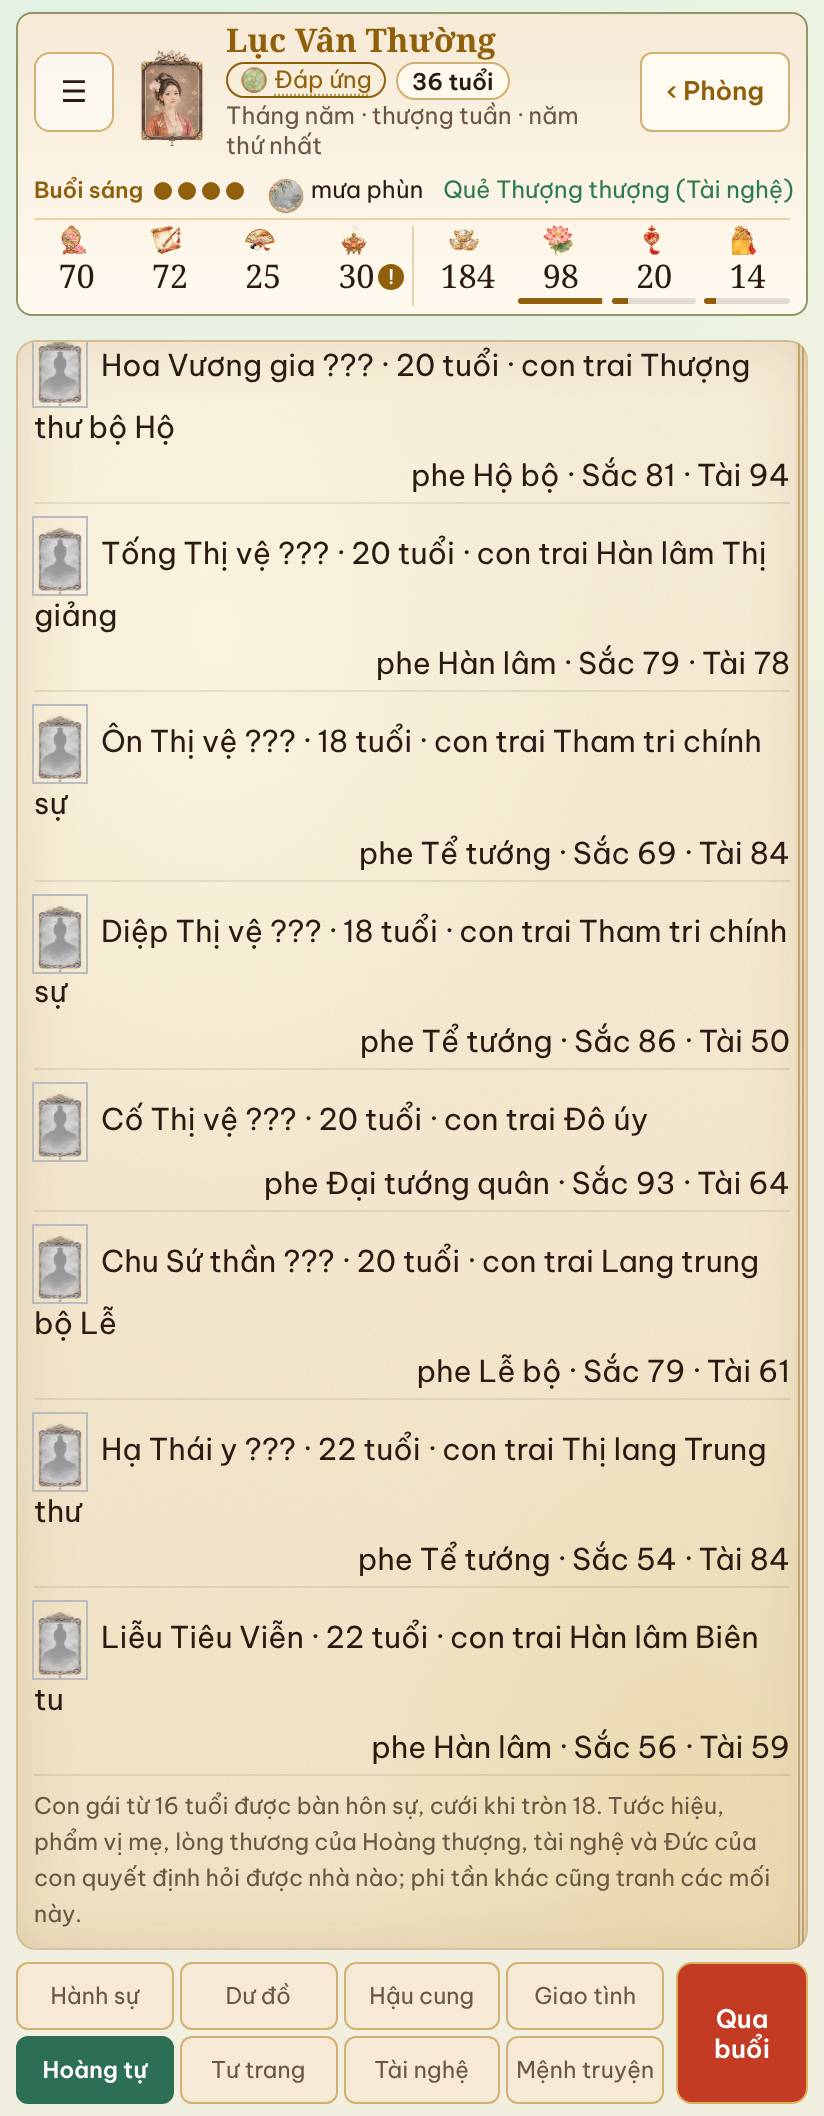 Lục Vân Thường
☰
Đáp ứng
36 tuổi
Tháng năm · thượng tuần · năm
thứ nhất
‹ Phòng
Buổi sáng ●●●● mưa phùn Quẻ Thượng thượng (Tài nghệ)
70 72 25 30 ! 184 98 20 14
Hoa Vương gia ??? · 20 tuổi · con trai Thượng
thư bộ Hộ
phe Hộ bộ · Sắc 81 · Tài 94
Tống Thị vệ ??? · 20 tuổi · con trai Hàn lâm Thị
giảng
phe Hàn lâm · Sắc 79 · Tài 78
Ôn Thị vệ ??? · 18 tuổi · con trai Tham tri chính
sự
phe Tể tướng · Sắc 69 · Tài 84
Diệp Thị vệ ??? · 18 tuổi · con trai Tham tri chính
sự
phe Tể tướng · Sắc 86 · Tài 50
Cố Thị vệ ??? · 20 tuổi · con trai Đô úy
phe Đại tướng quân · Sắc 93 · Tài 64
Chu Sứ thần ??? · 20 tuổi · con trai Lang trung
bộ Lễ
phe Lễ bộ · Sắc 79 · Tài 61
Hạ Thái y ??? · 22 tuổi · con trai Thị lang Trung
thư
phe Tể tướng · Sắc 54 · Tài 84
Liễu Tiêu Viễn · 22 tuổi · con trai Hàn lâm Biên
tu
phe Hàn lâm · Sắc 56 · Tài 59
Con gái từ 16 tuổi được bàn hôn sự, cưới khi tròn 18. Tước hiệu,
phẩm vị mẹ, lòng thương của Hoàng thượng, tài nghệ và Đức của
con quyết định hỏi được nhà nào; phi tần khác cũng tranh các mối
này.
Hành sự Dư đồ Hậu cung Giao tình
Hoàng tự Tư trang Tài nghệ Mệnh truyện
Qua
buổi